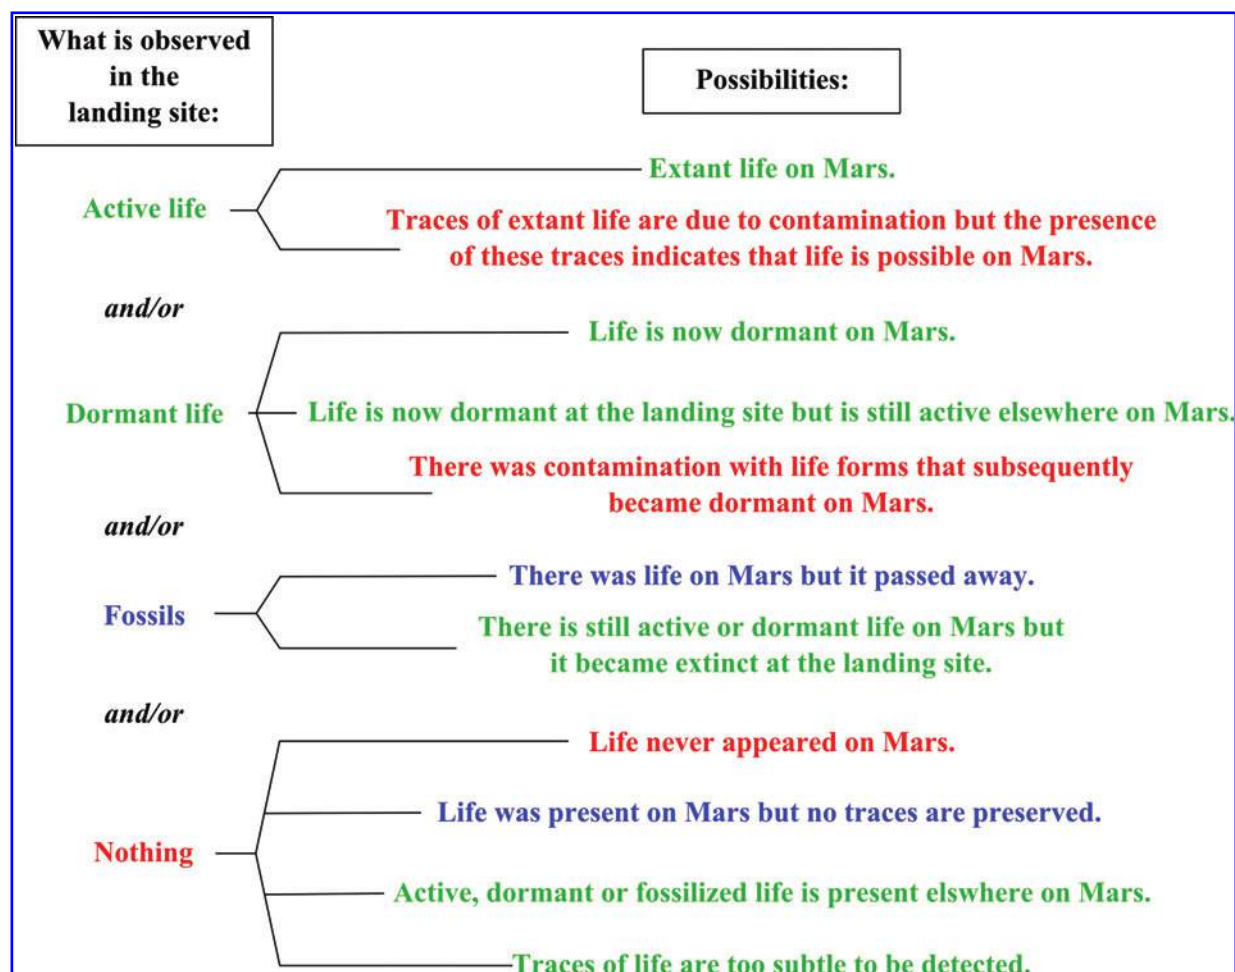 What is observed
in the
landing site:
Possibilities:
Active life
Extant life on Mars.
Traces of extant life are due to contamination but the presence
of these traces indicates that life is possible on Mars.
and/or
Dormant life
Life is now dormant on Mars.
Life is now dormant at the landing site but is still active elsewhere on Mars.
There was contamination with life forms that subsequently
became dormant on Mars.
and/or
Fossils
There was life on Mars but it passed away.
There is still active or dormant life on Mars but
it became extinct at the landing site.
and/or
Nothing
Life never appeared on Mars.
Life was present on Mars but no traces are preserved.
Active, dormant or fossilized life is present elswhere on Mars.
Traces of life are too subtle to be detected.